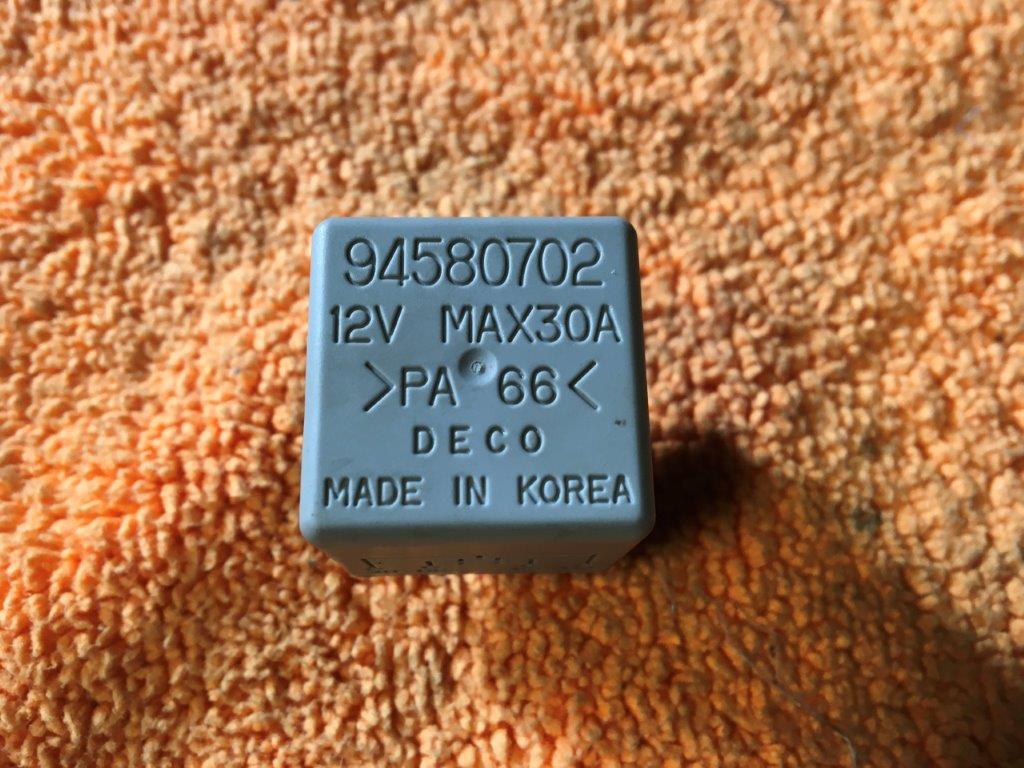 94580702
12V MAX30A
>PA 66<
DECO
MADE IN KOREA